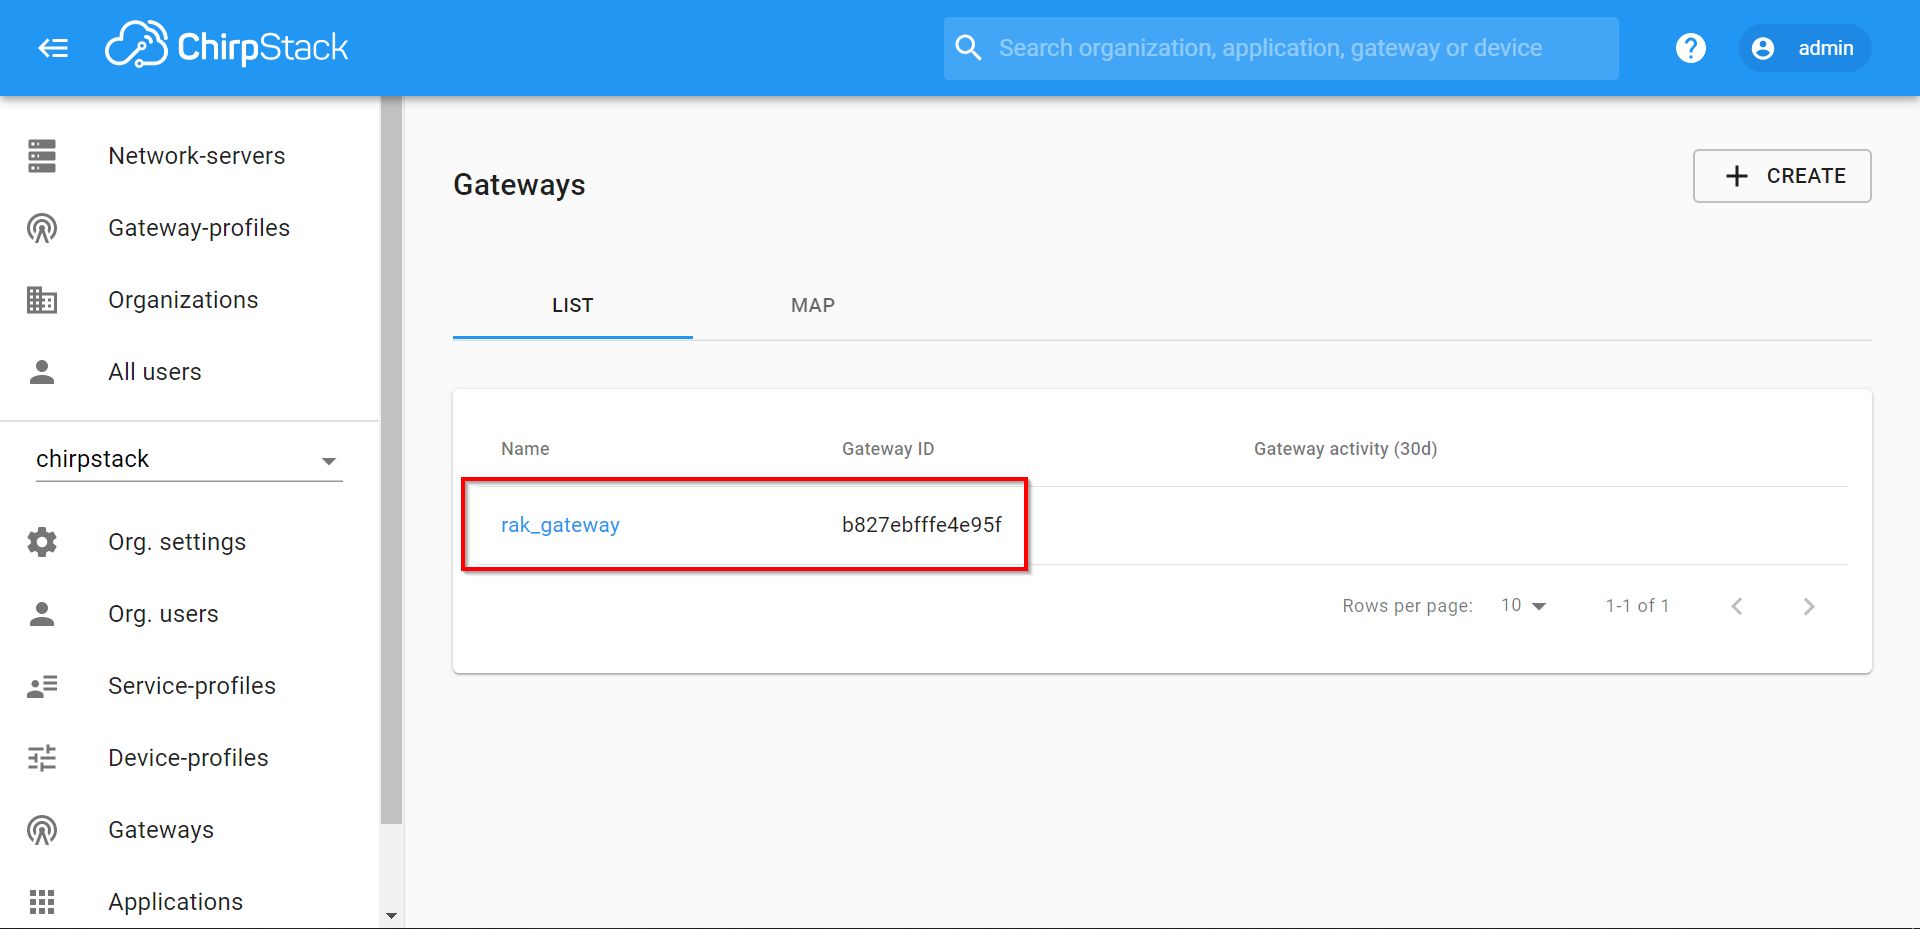 ChirpStack
Search organization, application, gateway or device
?
admin
Network-servers
Gateway-profiles
Organizations
All users
chirpstack
Org. settings
Org. users
Service-profiles
Device-profiles
Gateways
Applications
Gateways
+ CREATE
LIST MAP
Name Gateway ID Gateway activity (30d)
rak_gateway b827ebfffe4e95f
Rows per page: 10 1-1 of 1